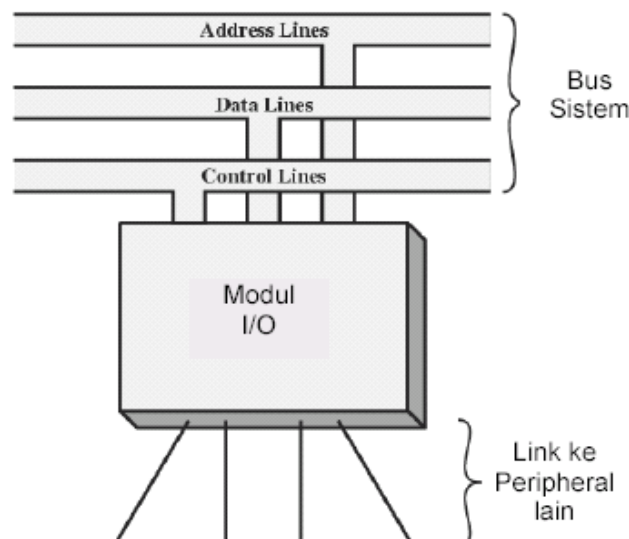 Address Lines
Data Lines
Control Lines
Bus
Sistem
Modul
I/O
Link ke
Peripheral
lain